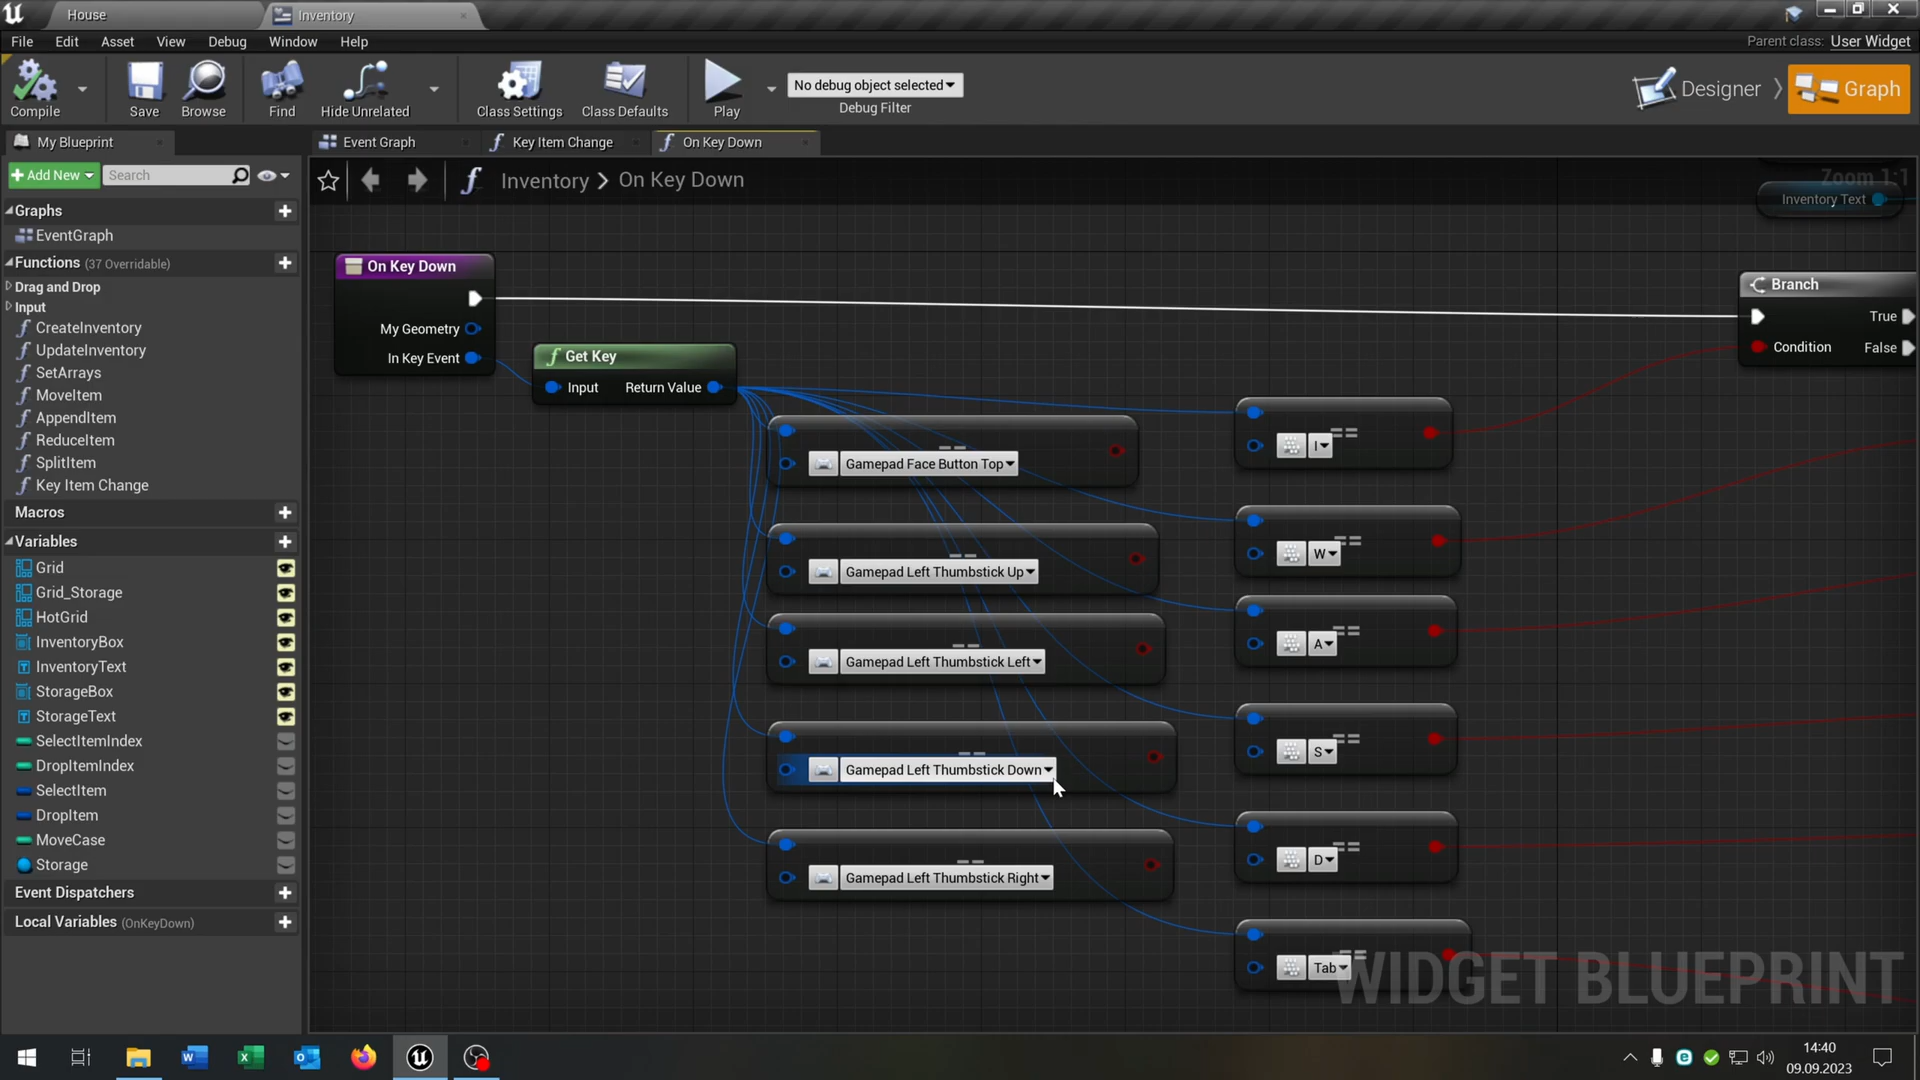 House
Inventory
File Edit Asset View Debug Window Help
Parent class: User Widget
Compile
Save
Browse
Find
Hide Unrelated
Class Settings
Class Defaults
Play
No debug object selected
Debug Filter
Designer
Graph
My Blueprint
Event Graph
Key Item Change
On Key Down
Add New
Search
Inventory > On Key Down
Zoom 1:1
Inventory Text
Graphs
EventGraph
Functions (37 Overridable)
Drag and Drop
Input
CreateInventory
UpdateInventory
SetArrays
MoveItem
AppendItem
ReduceItem
SplitItem
Key Item Change
Macros
Variables
Grid
Grid_Storage
HotGrid
InventoryBox
InventoryText
StorageBox
StorageText
SelectItemIndex
DropItemIndex
SelectItem
DropItem
MoveCase
Storage
Event Dispatchers
Local Variables (OnKeyDown)
On Key Down
My Geometry
In Key Event
Get Key
Input Return Value
Branch
True
Condition False
==
Gamepad Face Button Top
==
Gamepad Left Thumbstick Up
==
Gamepad Left Thumbstick Left
==
Gamepad Left Thumbstick Down
==
Gamepad Left Thumbstick Right
==
I
==
W
==
A
==
S
==
D
==
Tab
WIDGET BLUEPRINT
14:40
09.09.2023